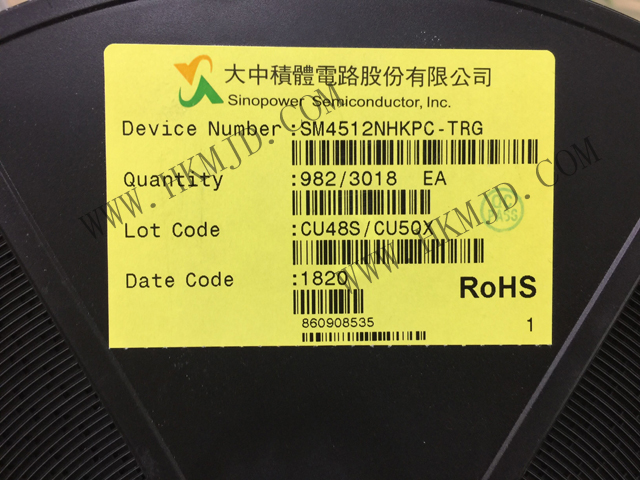 大中積體電路股份有限公司
Sinopower Semiconductor, Inc.
Device Number :SM4512NHKPC-TRG
Quantity :982/3018 EA
Lot Code :CU48S/CU5QX
Date Code :1820
RoHS
860908535
1
QC
PASS
WWW.HKMJD.COM
WWW.HKMJD.COM